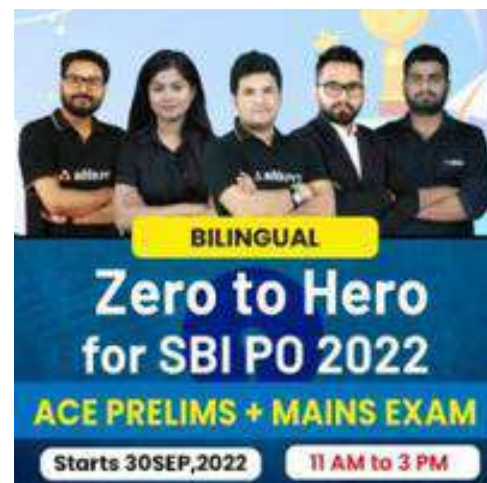 BILINGUAL
Zero to Hero
for SBI PO 2022
ACE PRELIMS + MAINS EXAM
Starts 30SEP,2022 11 AM to 3 PM